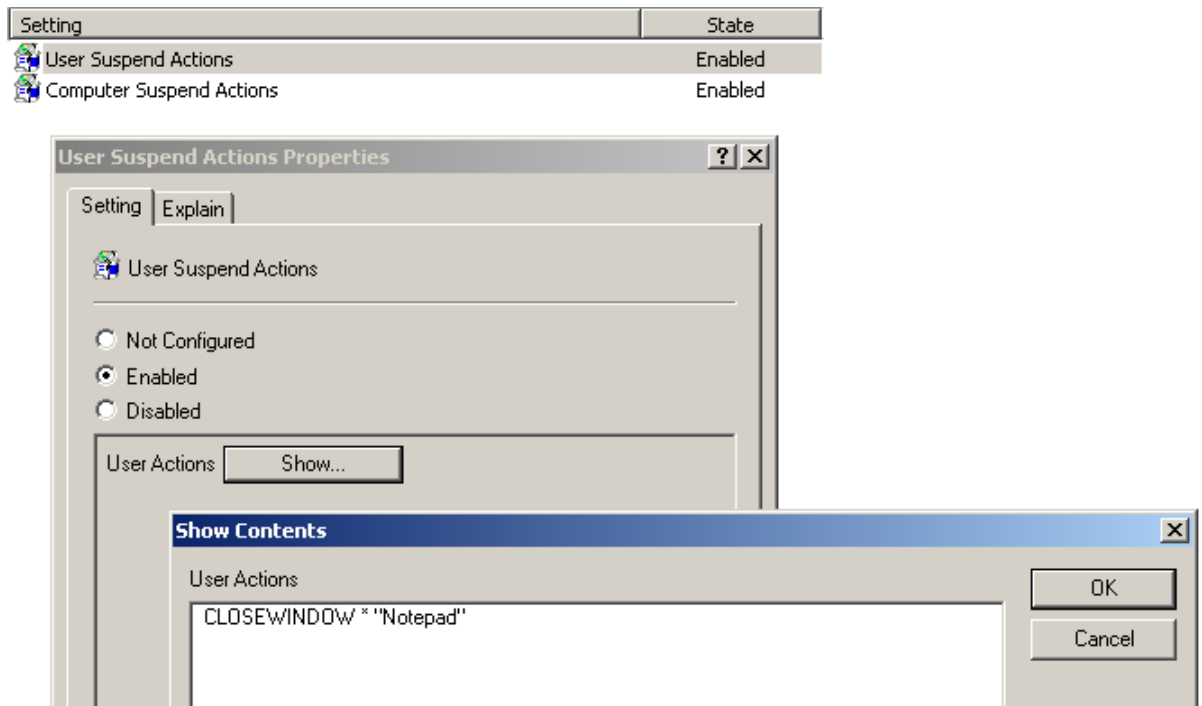 Setting State
User Suspend Actions Enabled
Computer Suspend Actions Enabled
User Suspend Actions Properties
Setting Explain
User Suspend Actions
Not Configured
Enabled
Disabled
User Actions Show...
Show Contents
User Actions
OK
CLOSEWINDOW * "Notepad"
Cancel